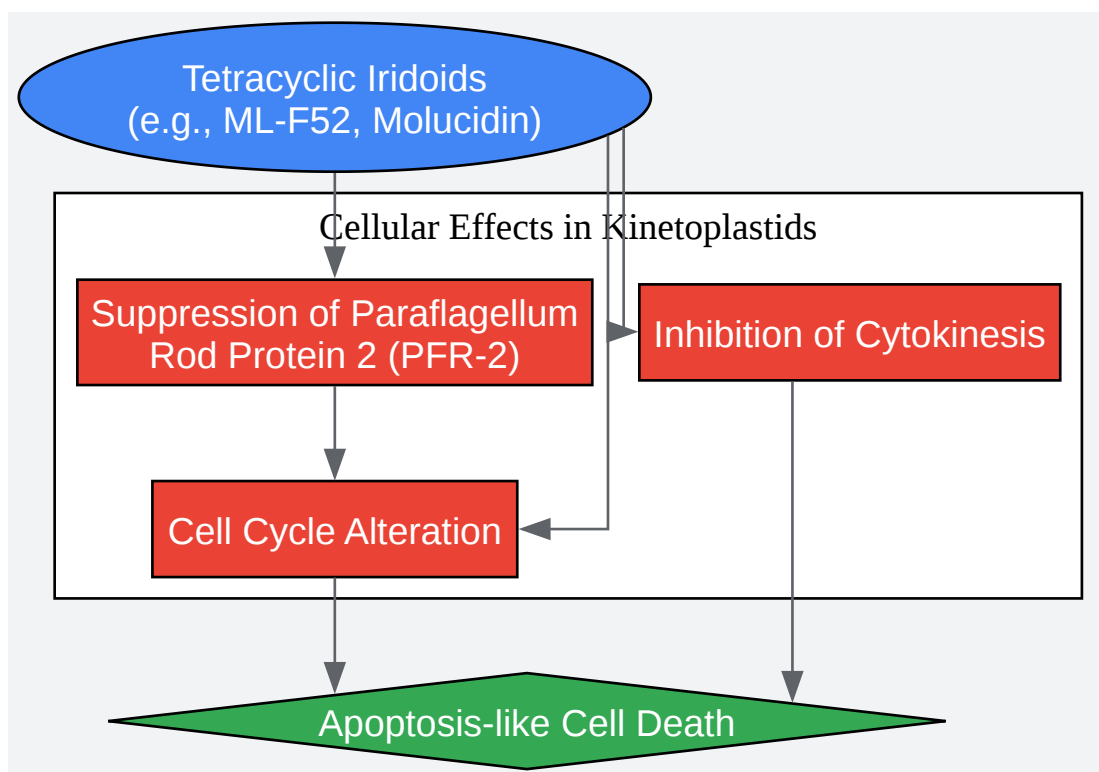 Tetracyclic Iridoids
(e.g., ML-F52, Molucidin)
Cellular Effects in Kinetoplastids
Suppression of Paraflagellum
Rod Protein 2 (PFR-2)
Inhibition of Cytokinesis
Cell Cycle Alteration
Apoptosis-like Cell Death